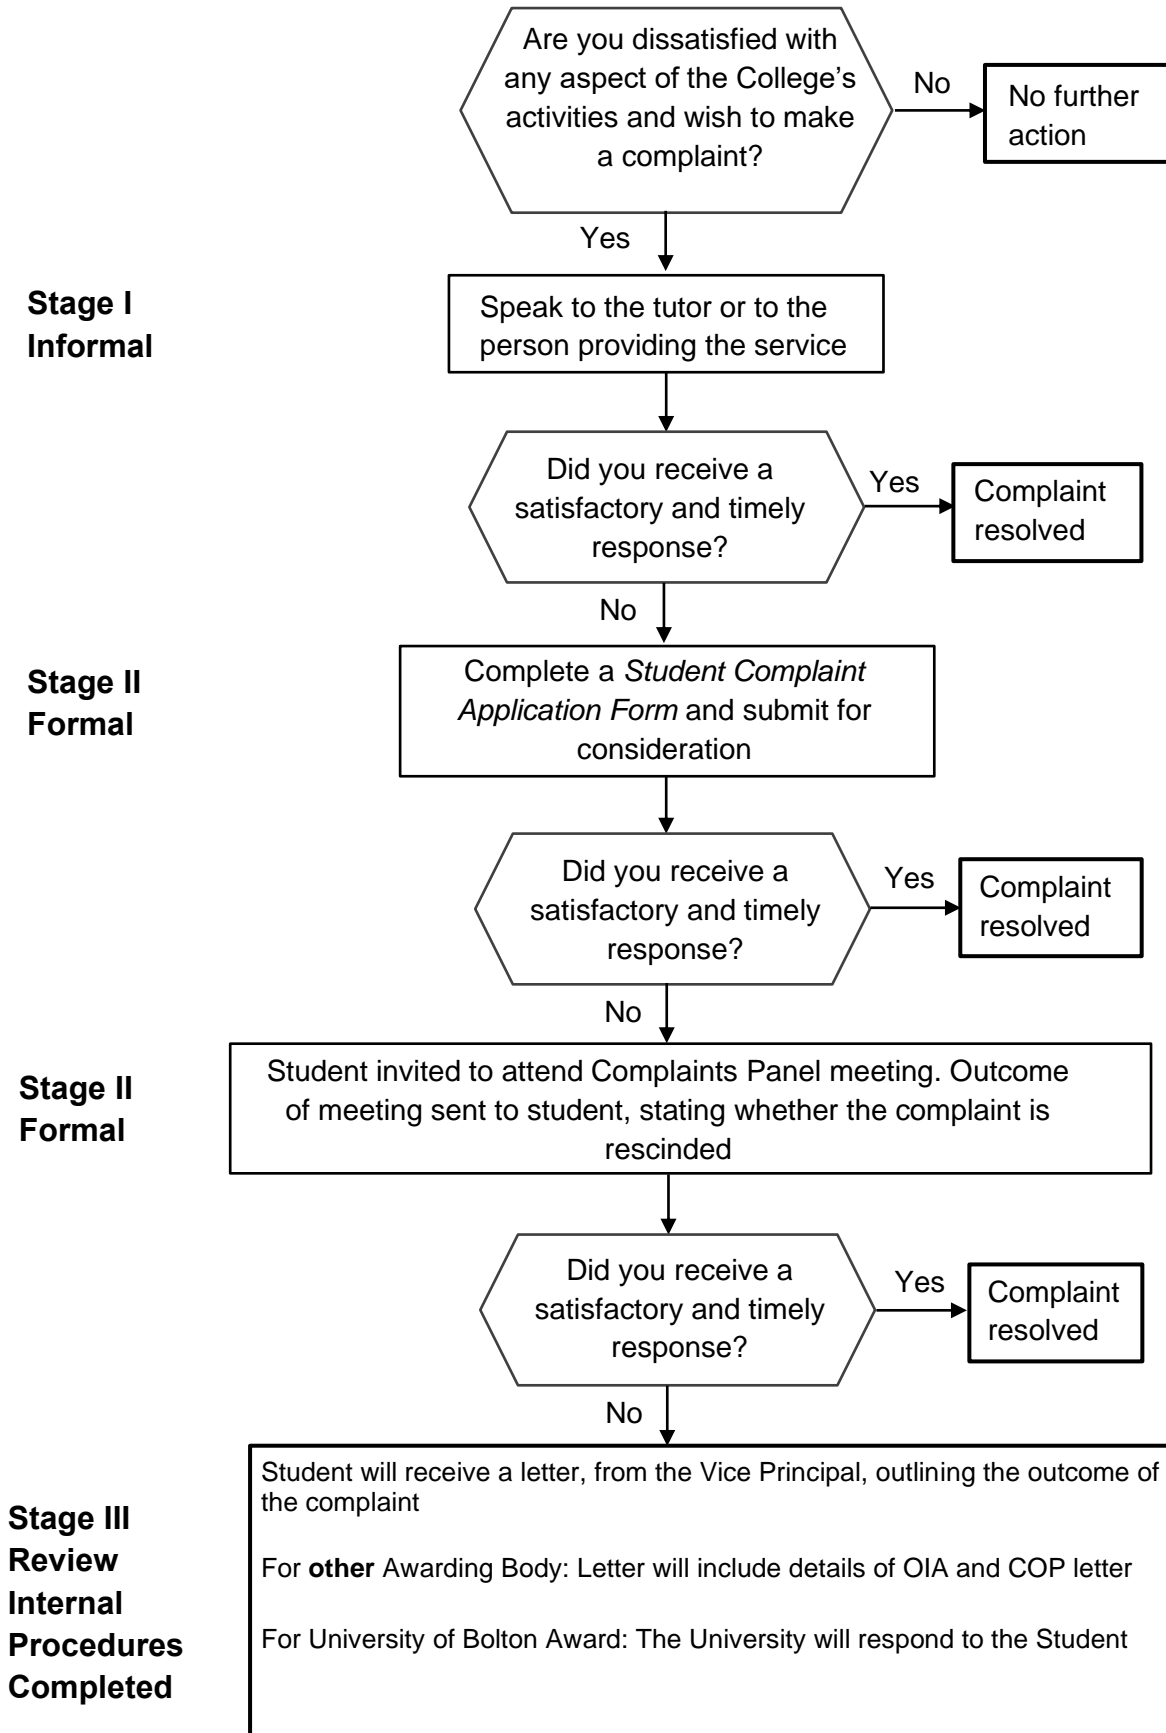 Are you dissatisfied with
any aspect of the College’s
activities and wish to make
a complaint?
No
No further
action
Yes
Stage I
Informal
Speak to the tutor or to the
person providing the service
Did you receive a
satisfactory and timely
response?
Yes
Complaint
resolved
No
Stage II
Formal
Complete a Student Complaint
Application Form and submit for
consideration
Did you receive a
satisfactory and timely
response?
Yes
Complaint
resolved
No
Stage II
Formal
Student invited to attend Complaints Panel meeting. Outcome
of meeting sent to student, stating whether the complaint is
rescinded
Did you receive a
satisfactory and timely
response?
Yes
Complaint
resolved
No
Stage III
Review
Internal
Procedures
Completed
Student will receive a letter, from the Vice Principal, outlining the outcome of
the complaint
For other Awarding Body: Letter will include details of OIA and COP letter
For University of Bolton Award: The University will respond to the Student